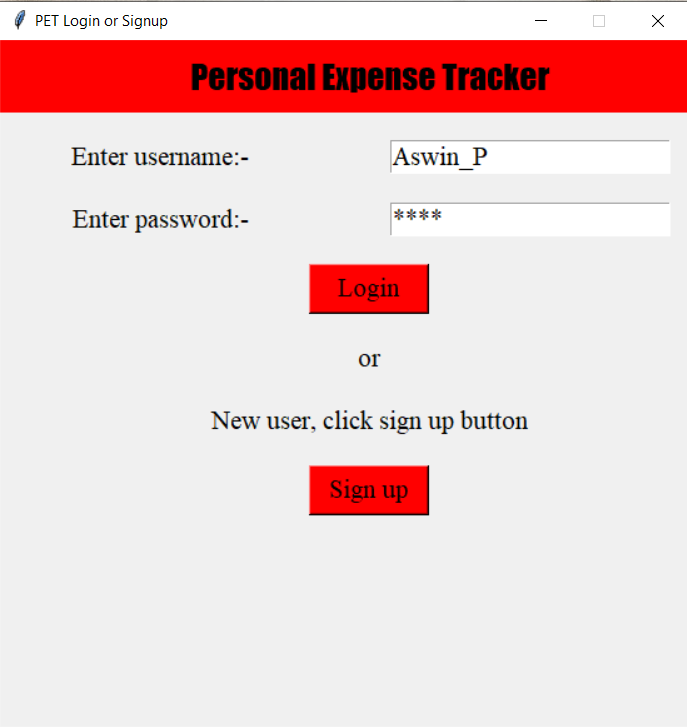 PET Login or Signup
Personal Expense Tracker
Enter username:- Aswin_P
Enter password:- ****
Login
or
New user, click sign up button
Sign up